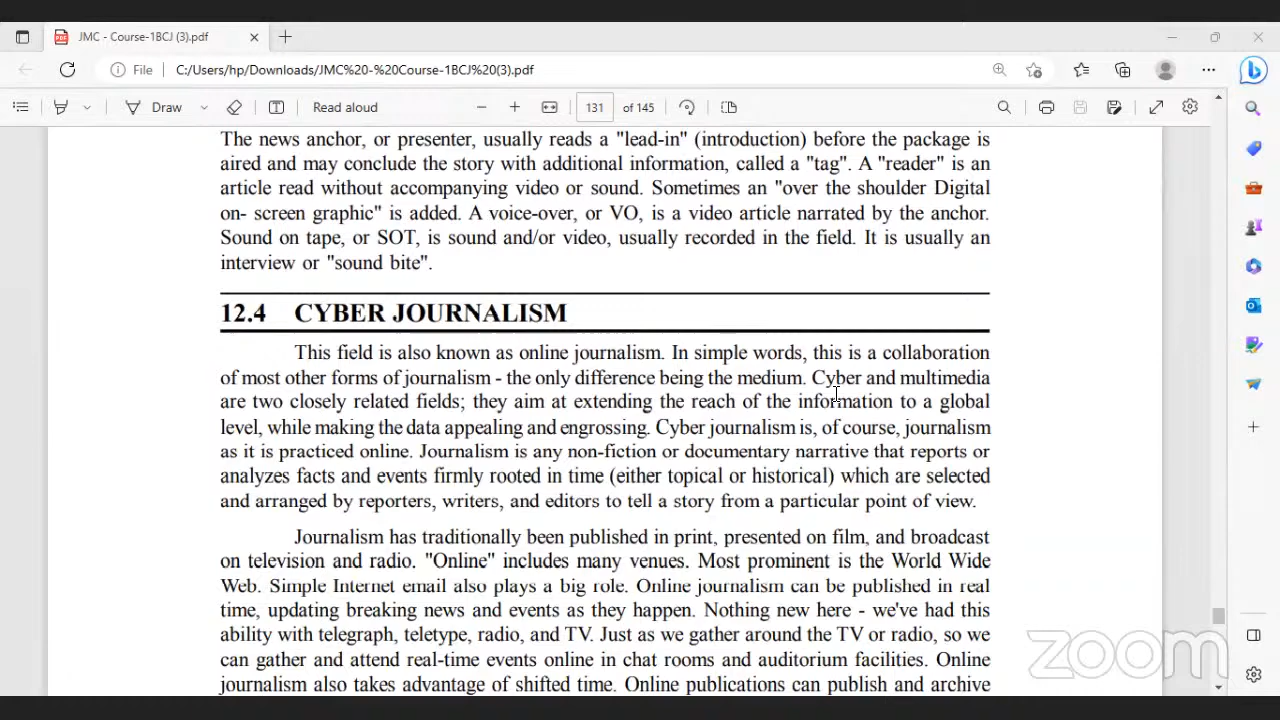 JMC - Course-1BCJ (3).pdf
File C:/Users/hp/Downloads/JMC%20-%20Course-1BCJ%20(3).pdf
Draw Read aloud 131 of 145
The news anchor, or presenter, usually reads a "lead-in" (introduction) before the package is
aired and may conclude the story with additional information, called a "tag". A "reader" is an
article read without accompanying video or sound. Sometimes an "over the shoulder Digital
on- screen graphic" is added. A voice-over, or VO, is a video article narrated by the anchor.
Sound on tape, or SOT, is sound and/or video, usually recorded in the field. It is usually an
interview or "sound bite".
12.4 CYBER JOURNALISM
This field is also known as online journalism. In simple words, this is a collaboration
of most other forms of journalism - the only difference being the medium. Cyber and multimedia
are two closely related fields; they aim at extending the reach of the information to a global
level, while making the data appealing and engrossing. Cyber journalism is, of course, journalism
as it is practiced online. Journalism is any non-fiction or documentary narrative that reports or
analyzes facts and events firmly rooted in time (either topical or historical) which are selected
and arranged by reporters, writers, and editors to tell a story from a particular point of view.
Journalism has traditionally been published in print, presented on film, and broadcast
on television and radio. "Online" includes many venues. Most prominent is the World Wide
Web. Simple Internet email also plays a big role. Online journalism can be published in real
time, updating breaking news and events as they happen. Nothing new here - we've had this
ability with telegraph, teletype, radio, and TV. Just as we gather around the TV or radio, so we
can gather and attend real-time events online in chat rooms and auditorium facilities. Online
journalism also takes advantage of shifted time. Online publications can publish and archive
zoom